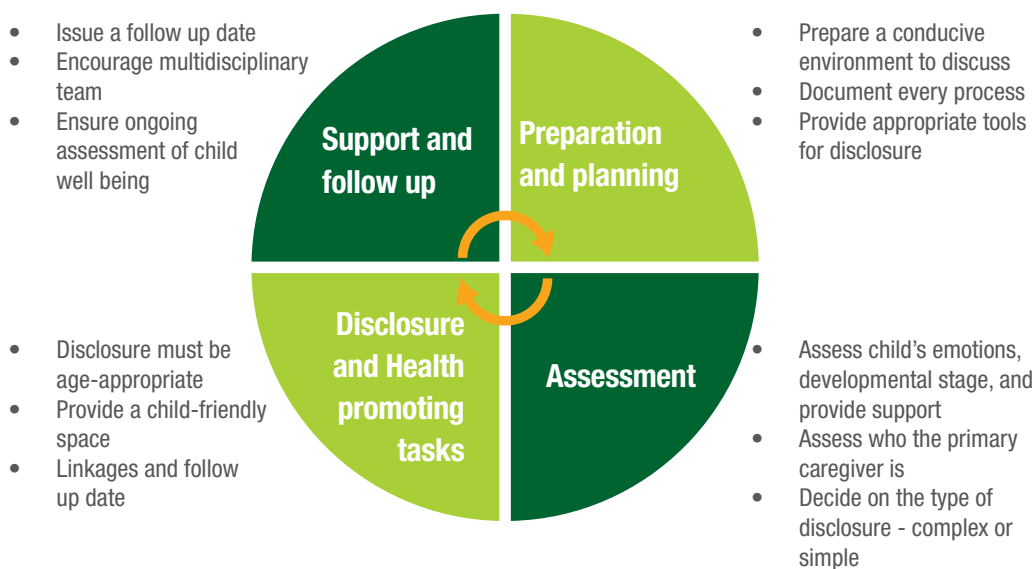 • Issue a follow up date
• Encourage multidisciplinary
team
• Ensure ongoing
assessment of child
well being
Support and
follow up
Preparation
and planning
• Prepare a conducive
environment to discuss
• Document every process
• Provide appropriate tools
for disclosure
• Disclosure must be
age-appropriate
• Provide a child-friendly
space
• Linkages and follow
up date
Disclosure
and Health
promoting
tasks
Assessment
• Assess child’s emotions,
developmental stage, and
provide support
• Assess who the primary
caregiver is
• Decide on the type of
disclosure - complex or
simple